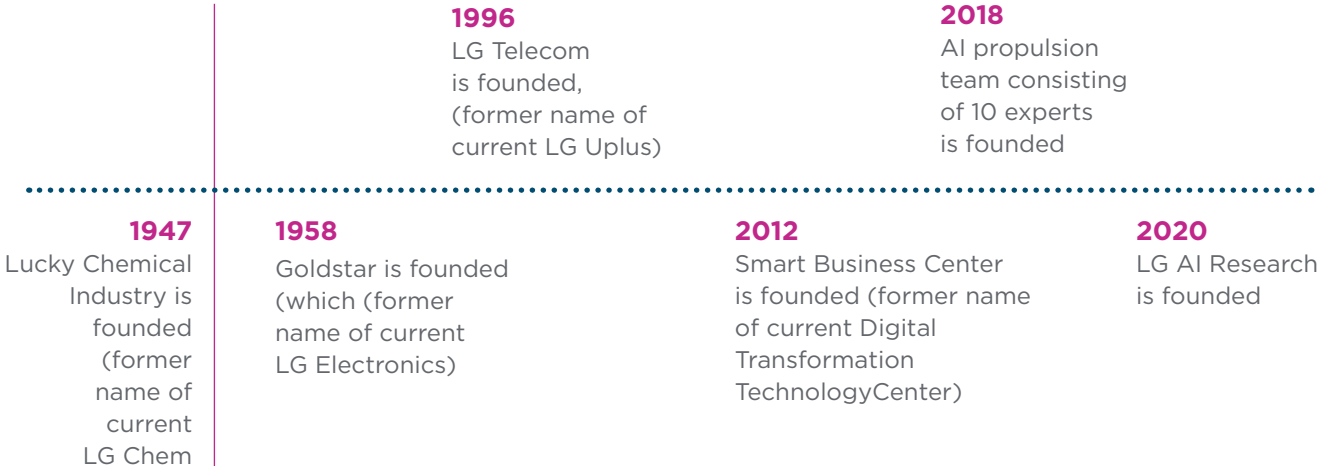 1996
LG Telecom
is founded,
(former name of
current LG Uplus)
2018
AI propulsion
team consisting
of 10 experts
is founded
1947
Lucky Chemical
Industry is
founded
(former
name of
current
LG Chem
1958
Goldstar is founded
(which (former
name of current
LG Electronics)
2012
Smart Business Center
is founded (former name
of current Digital
Transformation
TechnologyCenter)
2020
LG AI Research
is founded